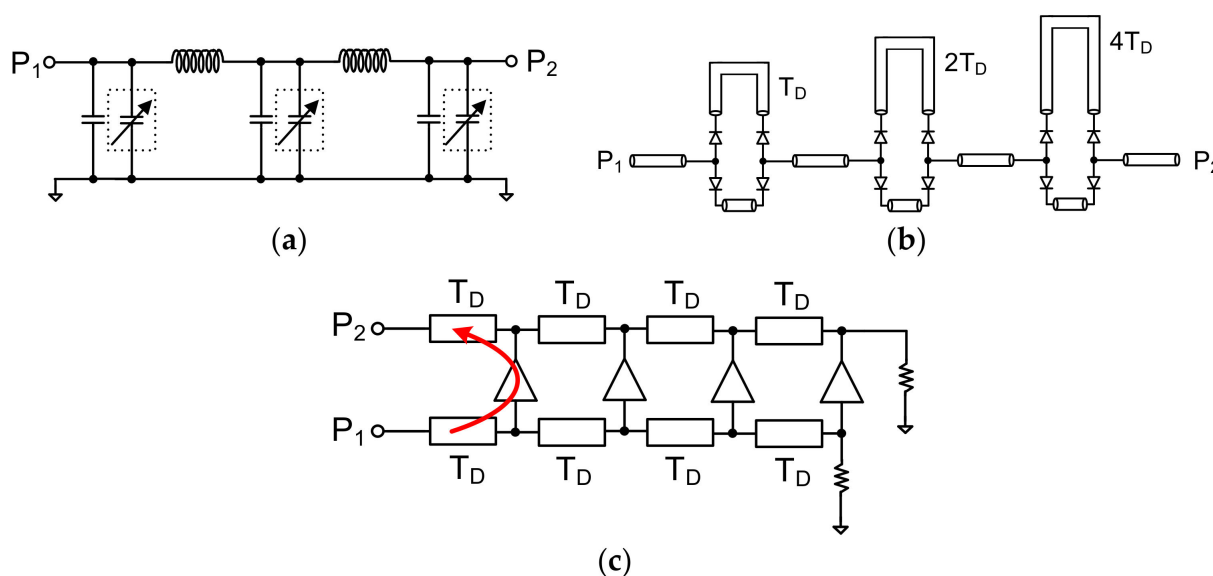 P1 P2
(a)
TD 2TD 4TD
P1 P2
(b)
TD TD TD TD
P2
P1
TD TD TD TD
(c)